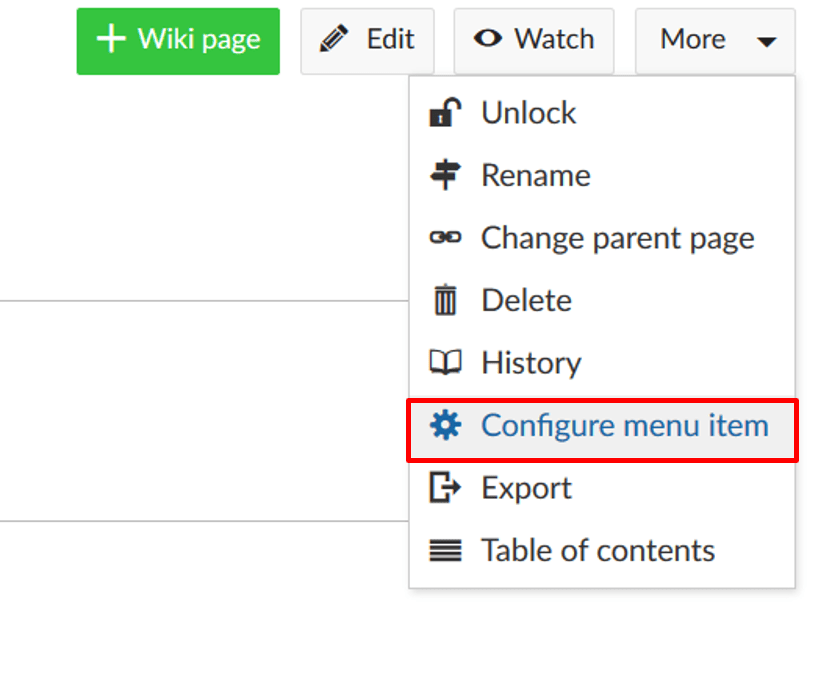 Wiki page Edit Watch More
Unlock
Rename
Change parent page
Delete
History
Configure menu item
Export
Table of contents